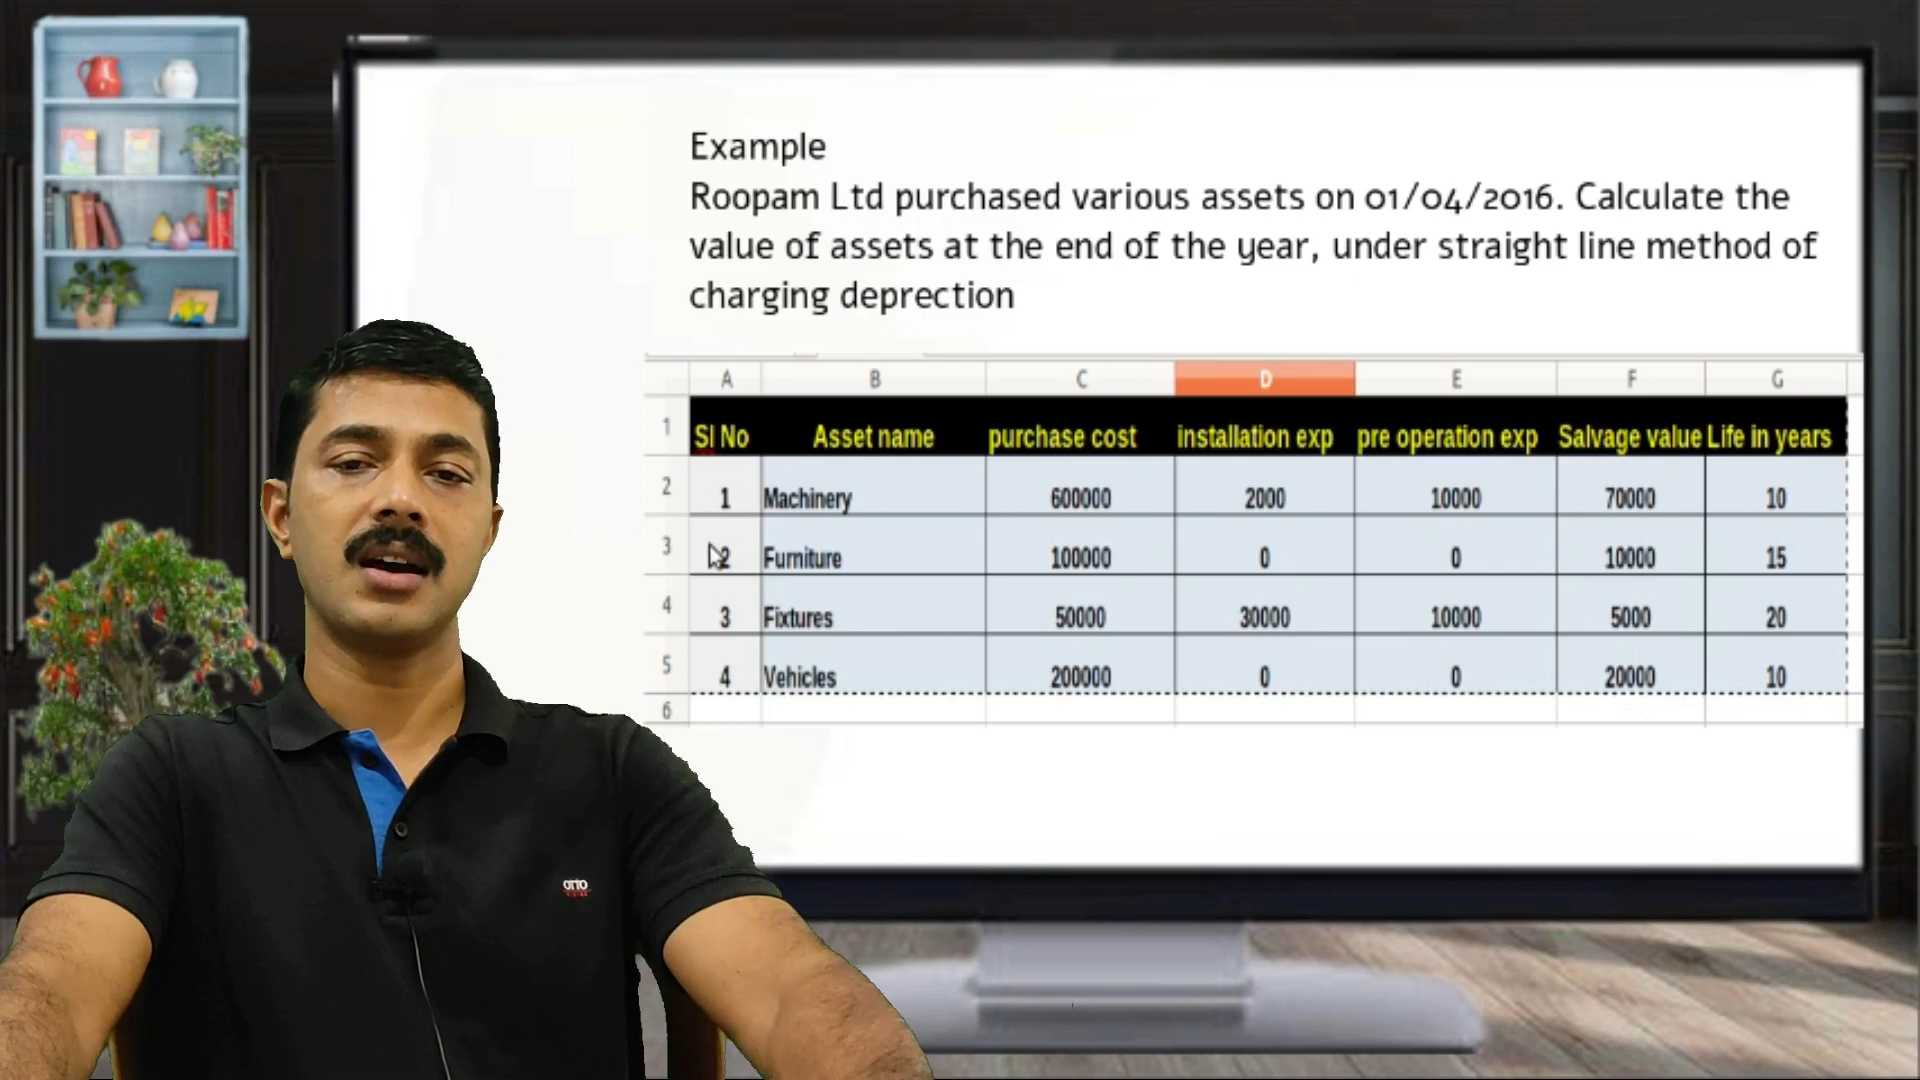 Example
Roopam Ltd purchased various assets on 01/04/2016. Calculate the
value of assets at the end of the year, under straight line method of
charging deprection
A B C D E F G
1 Sl No Asset name purchase cost installation exp pre operation exp Salvage value Life in years
2 1 Machinery 600000 2000 10000 70000 10
3 2 Furniture 100000 0 0 10000 15
4 3 Fixtures 50000 30000 10000 5000 20
5 4 Vehicles 200000 0 0 20000 10
6
OTTO